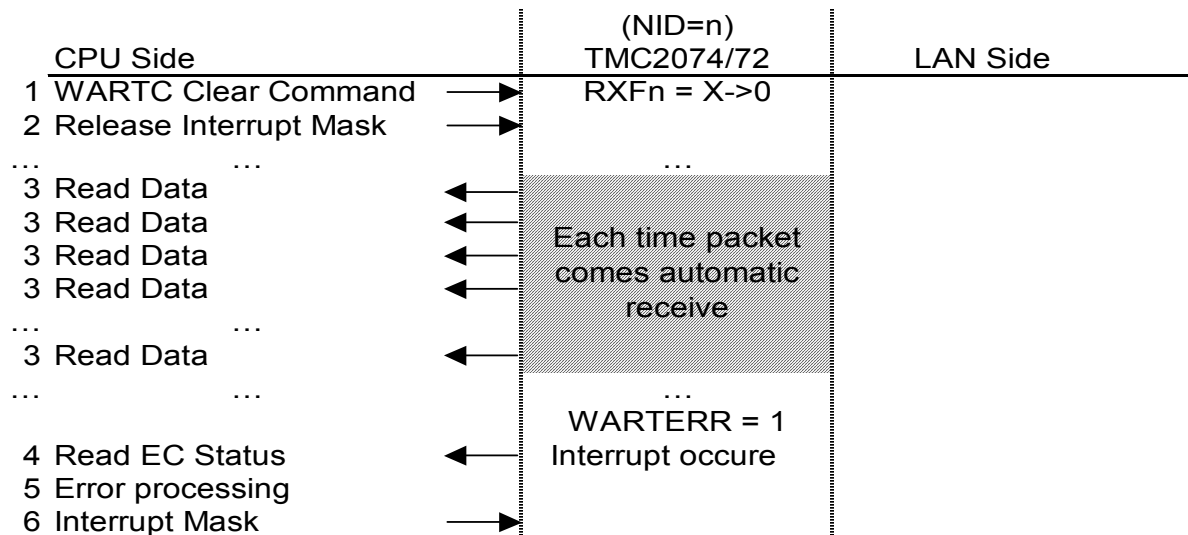 (NID=n)
CPU Side TMC2074/72 LAN Side
1 WARTC Clear Command RXFn = X->0
2 Release Interrupt Mask
... ... ...
3 Read Data
3 Read Data Each time packet
3 Read Data comes automatic
3 Read Data receive
... ...
3 Read Data
... ... ...
WARTERR = 1
4 Read EC Status Interrupt occure
5 Error processing
6 Interrupt Mask